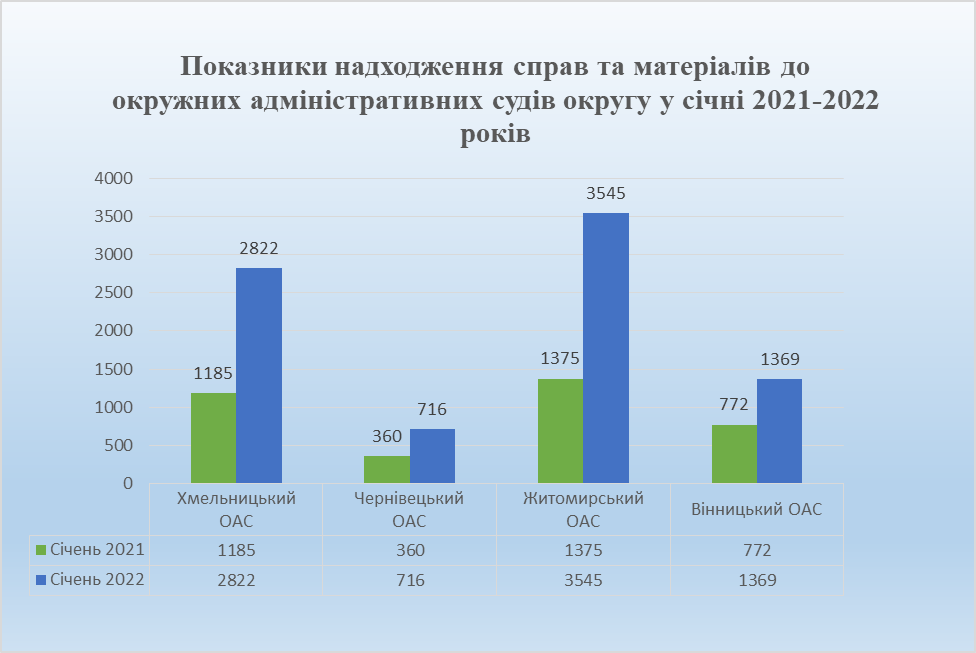 Показники надходження справ та матеріалів до
окружних адміністративних судів округу у січні 2021-2022
років
4000
3500
3000
2500
2000
1500
1000
500
0
1185
2822
360
716
1375
3545
772
1369
Хмельницький
ОАС
Чернівецький
ОАС
Житомирський
ОАС
Вінницький ОАС
Січень 2021 1185 360 1375 772
Січень 2022 2822 716 3545 1369